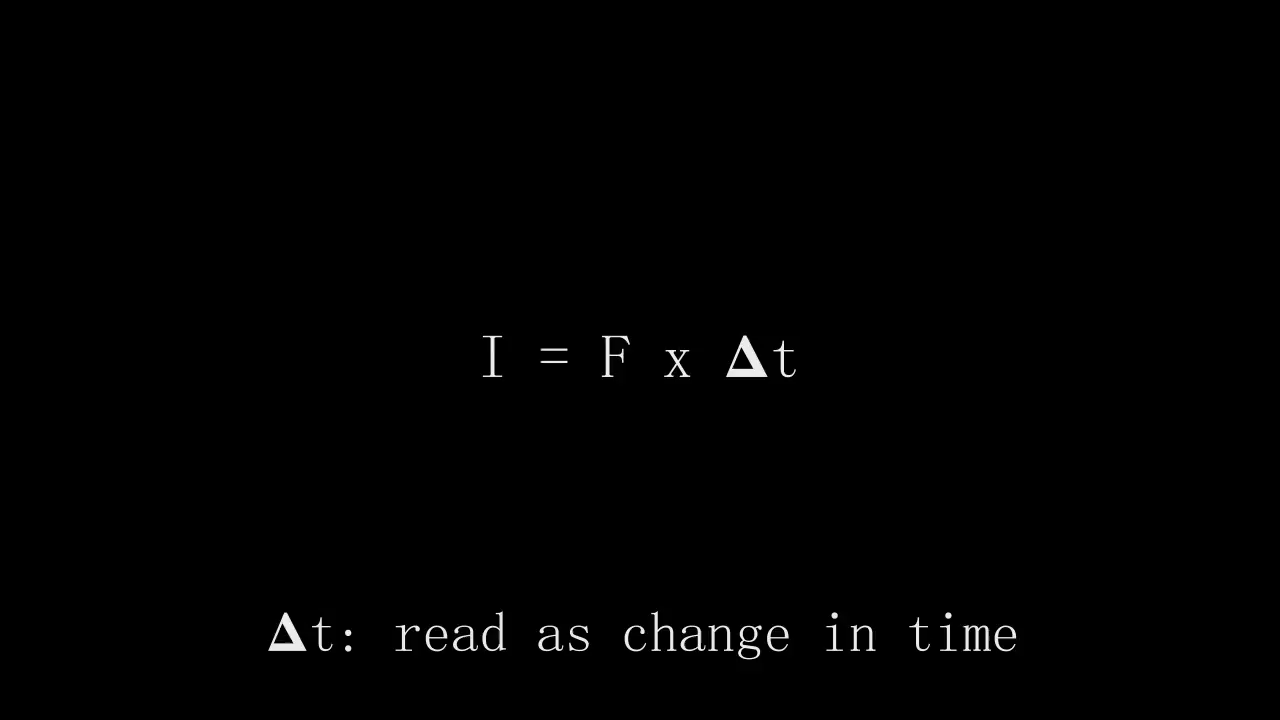 I = F x Δt
Δt: read as change in time